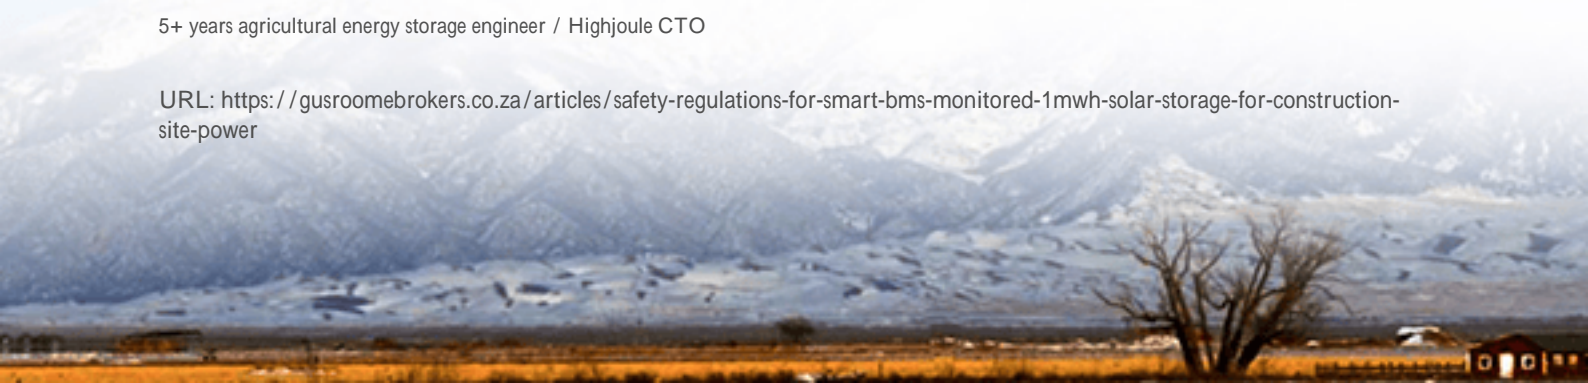 5+ years agricultural energy storage engineer / Highjoule CTO
URL: https://gusroomebrokers.co.za/articles/safety-regulations-for-smart-bms-monitored-1mwh-solar-storage-for-construction-
site-power